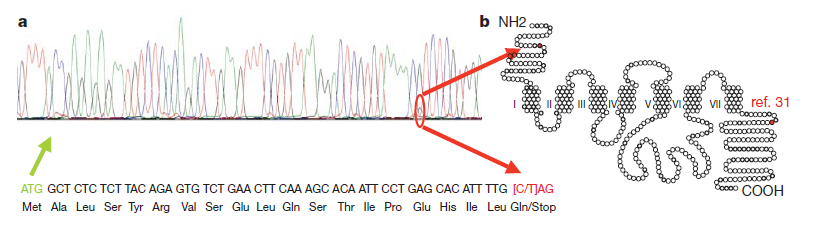 a
b
NH2
I II III IV V VI VII
ref. 31
COOH
ATG GCT CTC TCT TAC AGA GTG TCT GAA CTT CAA AGC ACA ATT CCT GAG CAC ATT TTG [C/T]AG
Met Ala Leu Ser Tyr Arg Val Ser Glu Leu Gln Ser Thr Ile Pro Glu His Ile Leu Gln/Stop